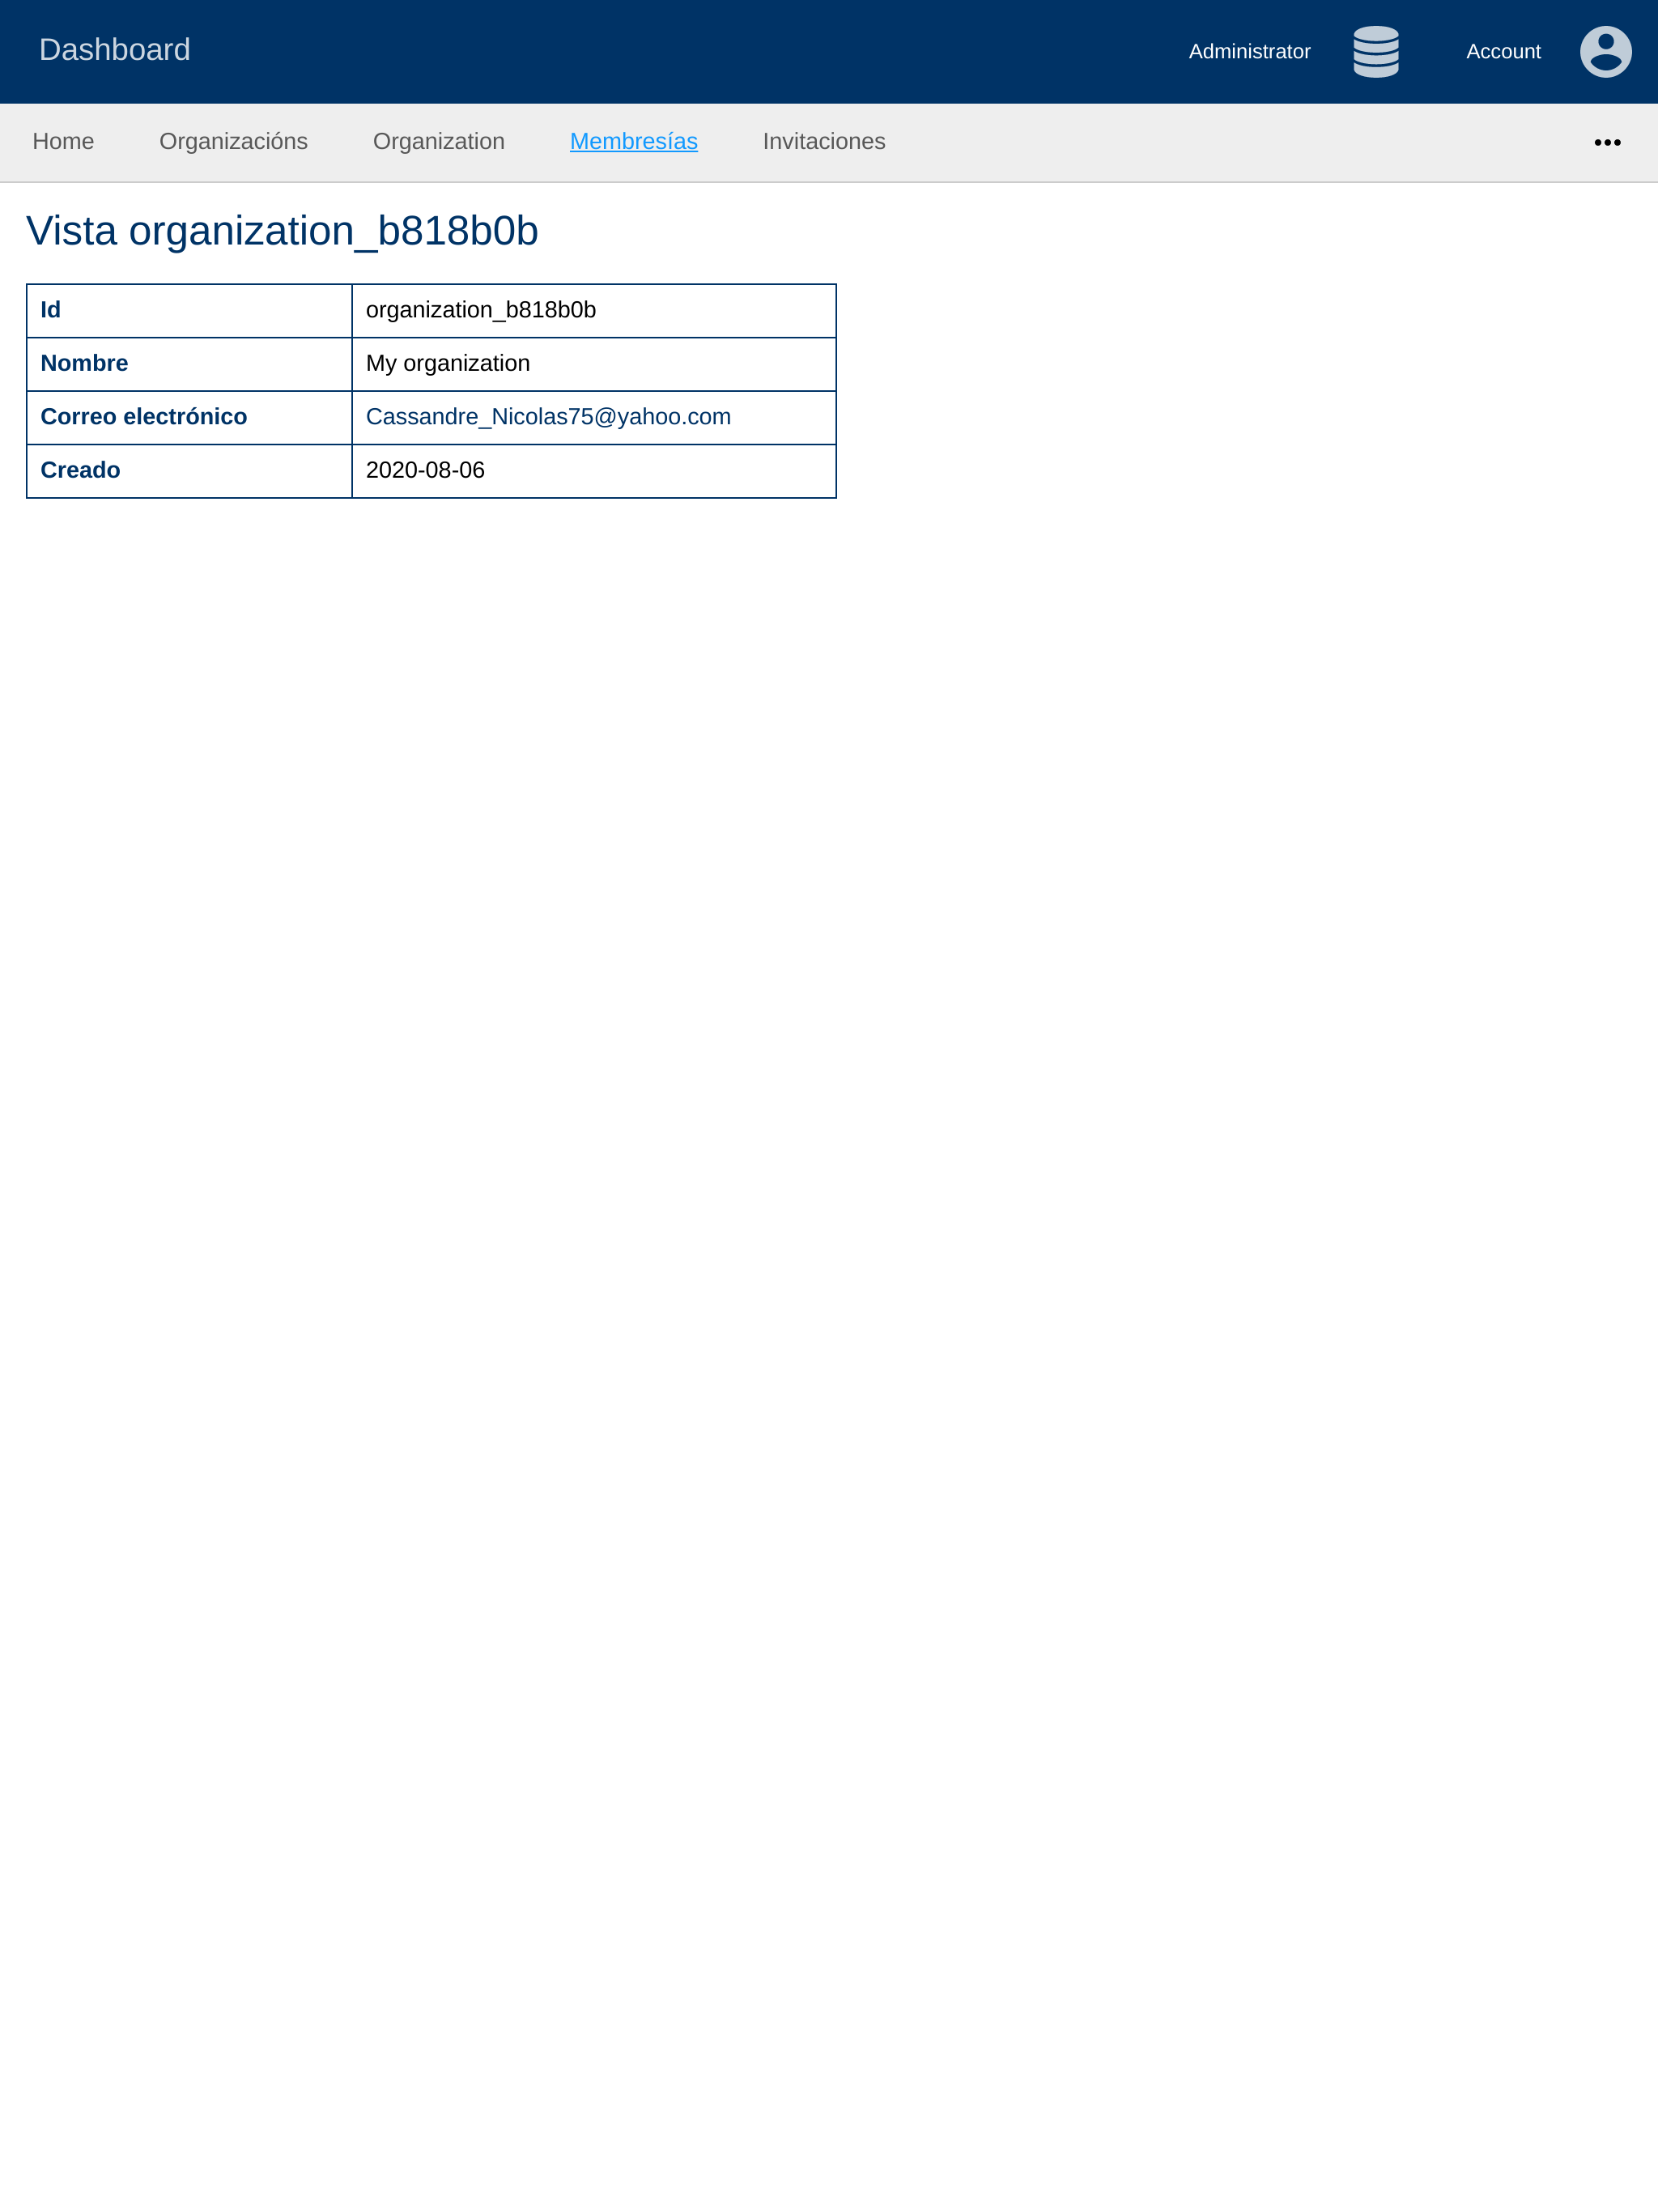 Dashboard
Administrator
Account
Home Organizacións Organization Membresías Invitaciones
Vista organization_b818b0b
Id organization_b818b0b
Nombre My organization
Correo electrónico Cassandre_Nicolas75@yahoo.com
Creado 2020-08-06